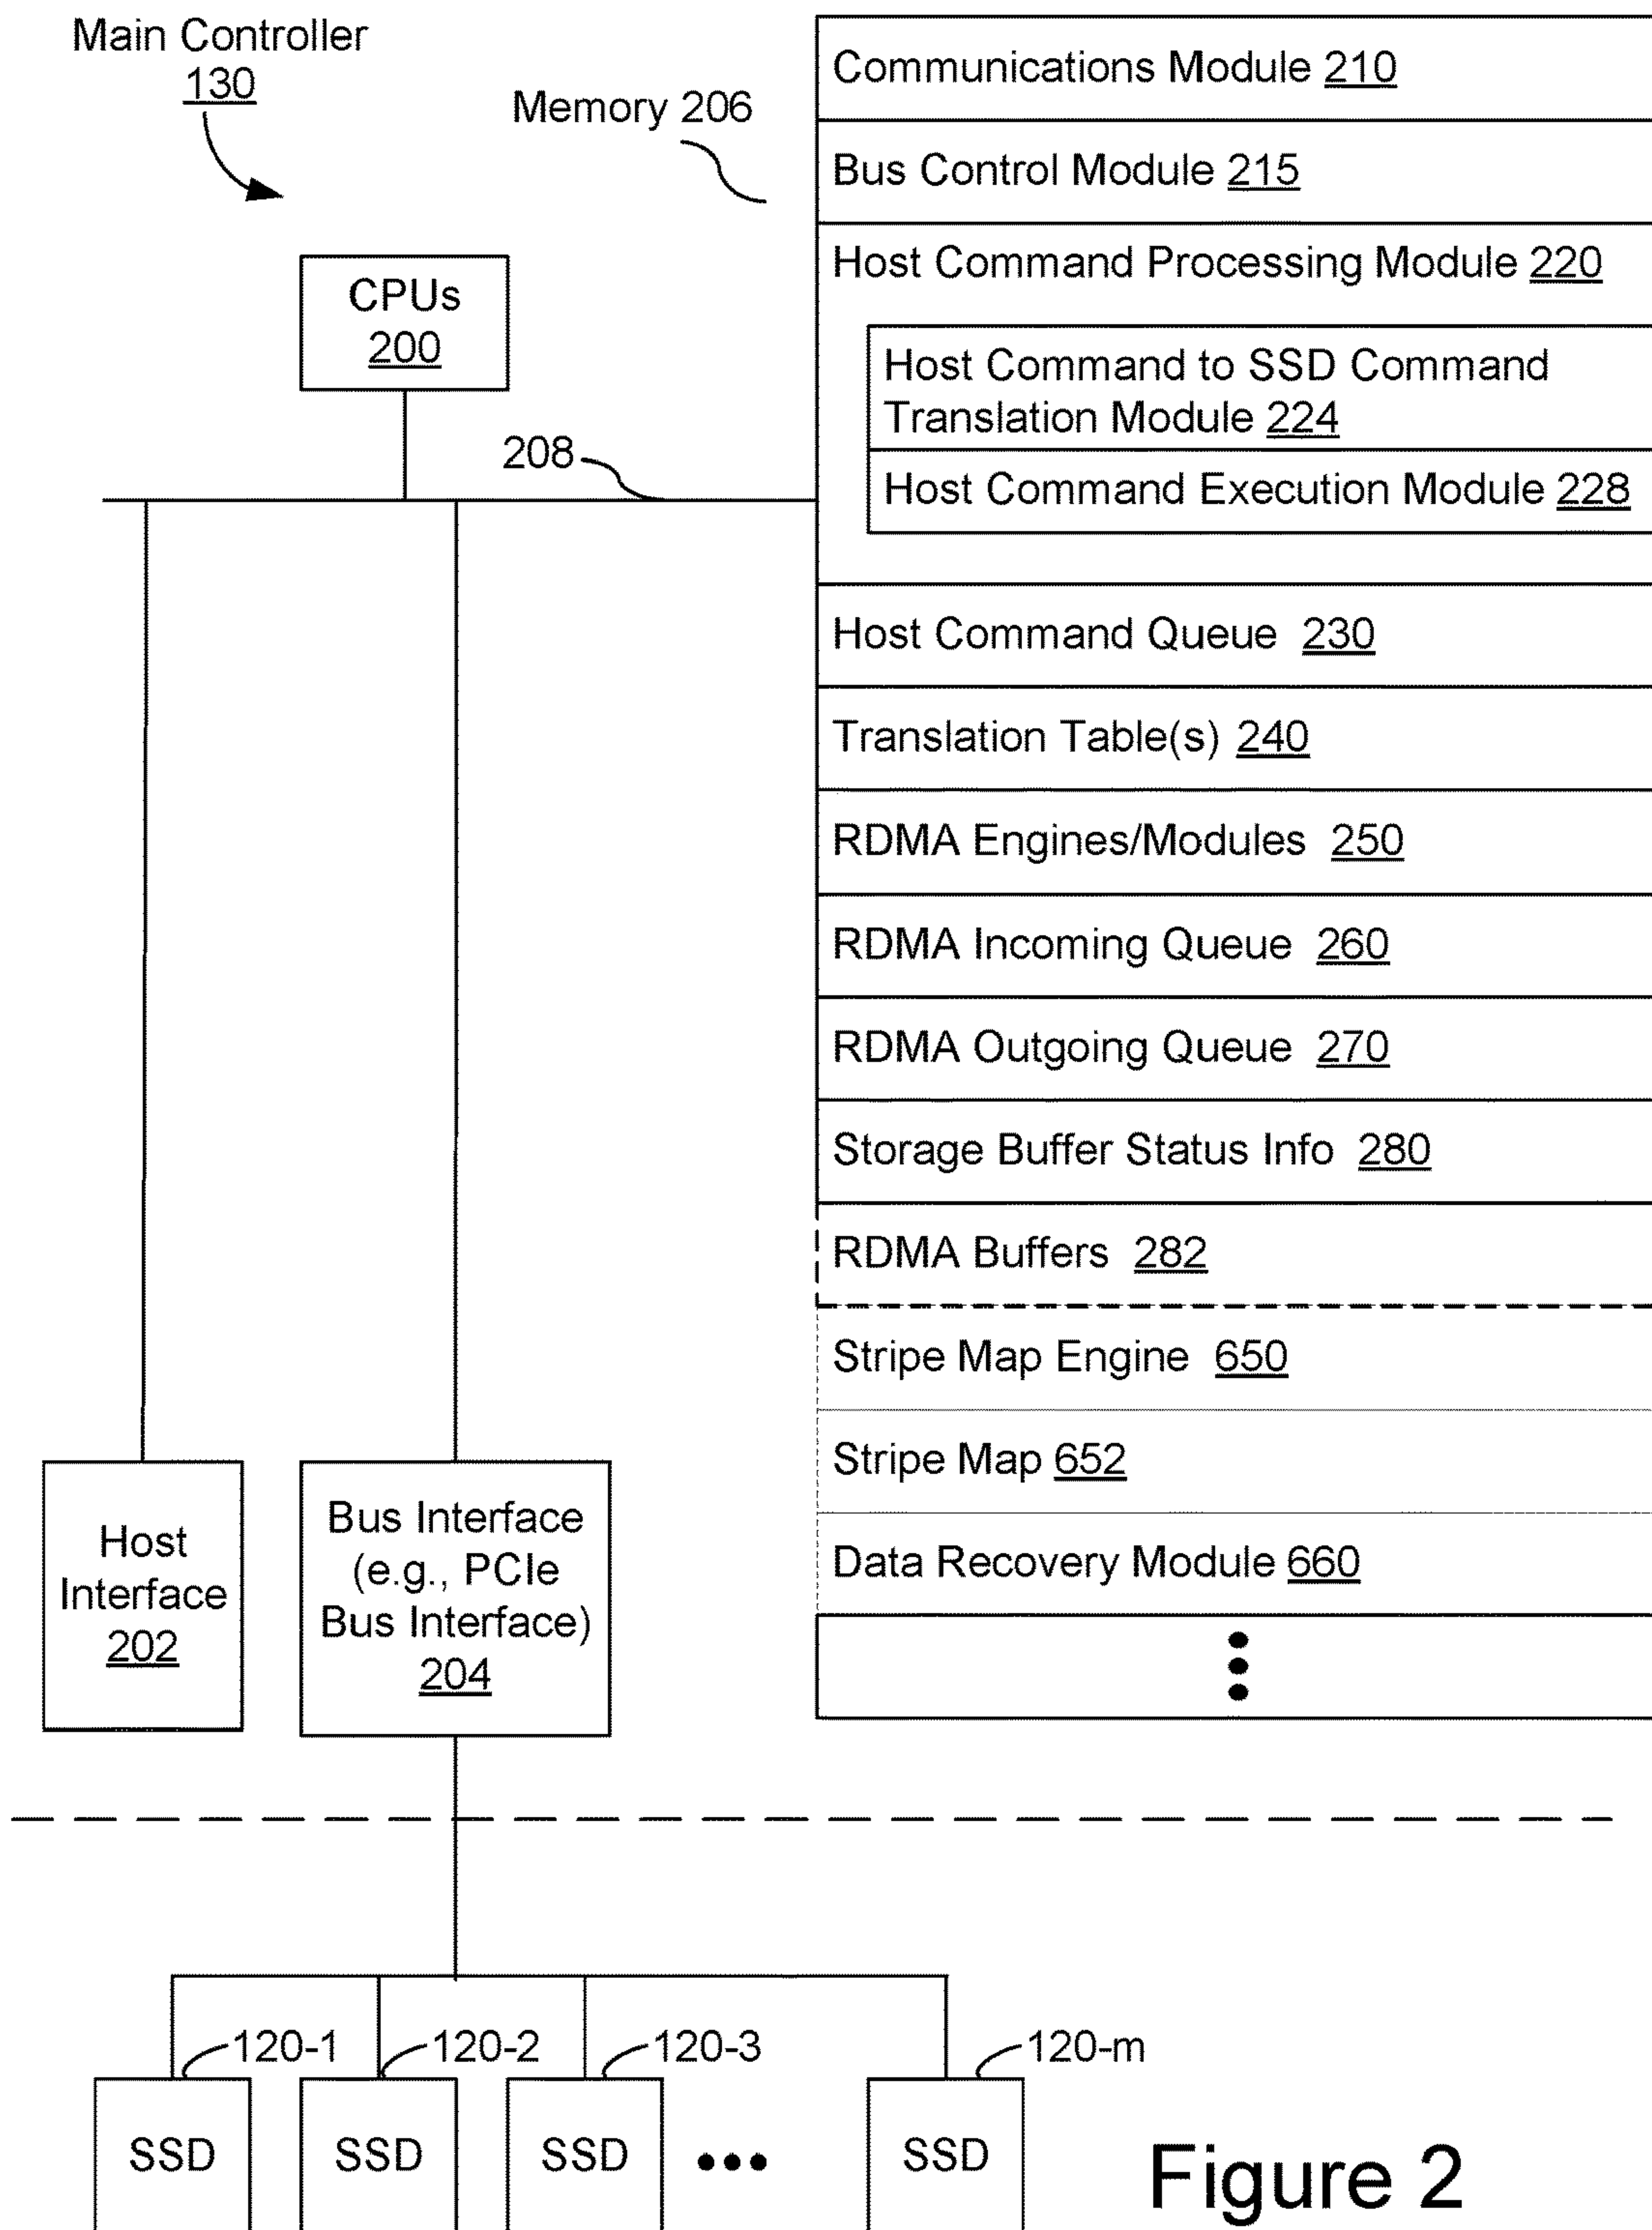 Main Controller
130
Memory 206
Communications Module 210
Bus Control Module 215
Host Command Processing Module 220
Host Command to SSD Command
Translation Module 224
Host Command Execution Module 228
CPUs
200
208
Host Command Queue 230
Translation Table(s) 240
RDMA Engines/Modules 250
RDMA Incoming Queue 260
RDMA Outgoing Queue 270
Storage Buffer Status Info 280
RDMA Buffers 282
Stripe Map Engine 650
Stripe Map 652
Data Recovery Module 660
Host
Interface
202
Bus Interface
(e.g., PCIe
Bus Interface)
204
120-1
120-2
120-3
120-m
SSD
SSD
SSD
SSD
Figure 2